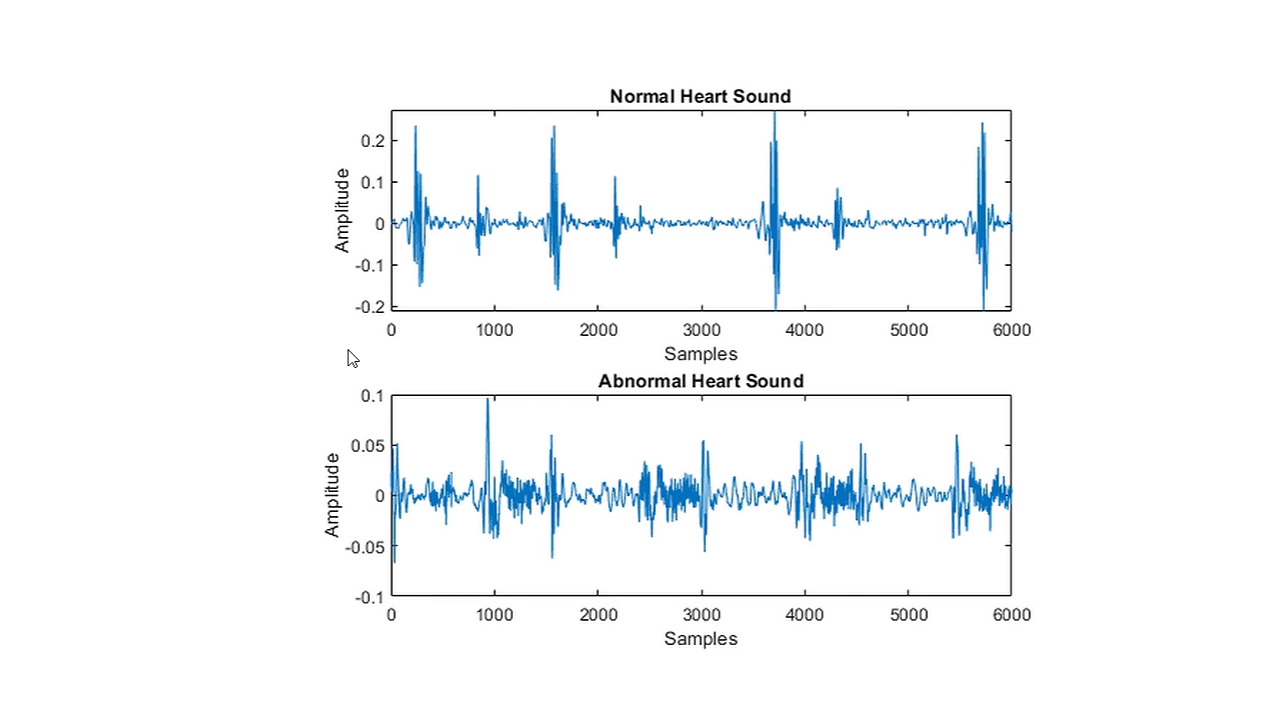 Normal Heart Sound
0.2
0.1
0
-0.1
-0.2
Amplitude
0 1000 2000 3000 4000 5000 6000
Samples
Abnormal Heart Sound
0.1
0.05
0
-0.05
-0.1
Amplitude
0 1000 2000 3000 4000 5000 6000
Samples